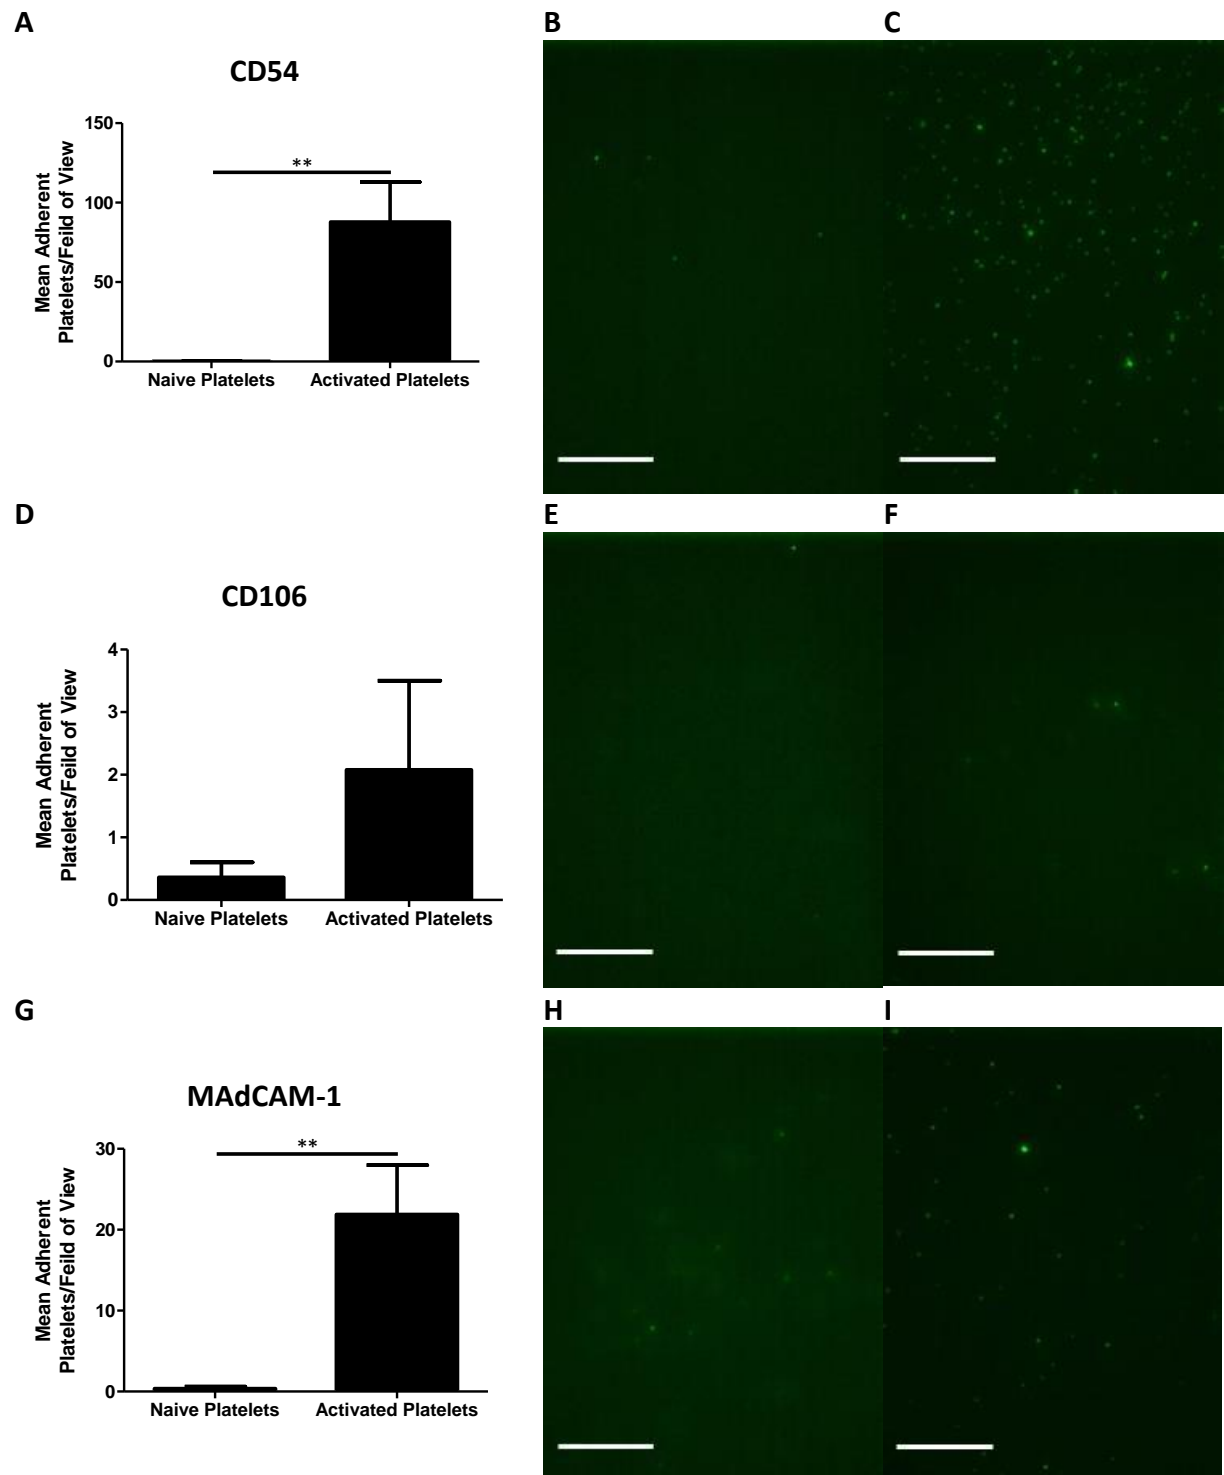 A
B
C
CD54
150
100
50
0
Mean Adherent
Platelets/Feild of View
**
Naive Platelets
Activated Platelets
D
E
F
CD106
4
3
2
1
0
Mean Adherent
Platelets/Feild of View
Naive Platelets
Activated Platelets
G
H
I
MAdCAM-1
30
20
10
0
Mean Adherent
Platelets/Feild of View
**
Naive Platelets
Activated Platelets